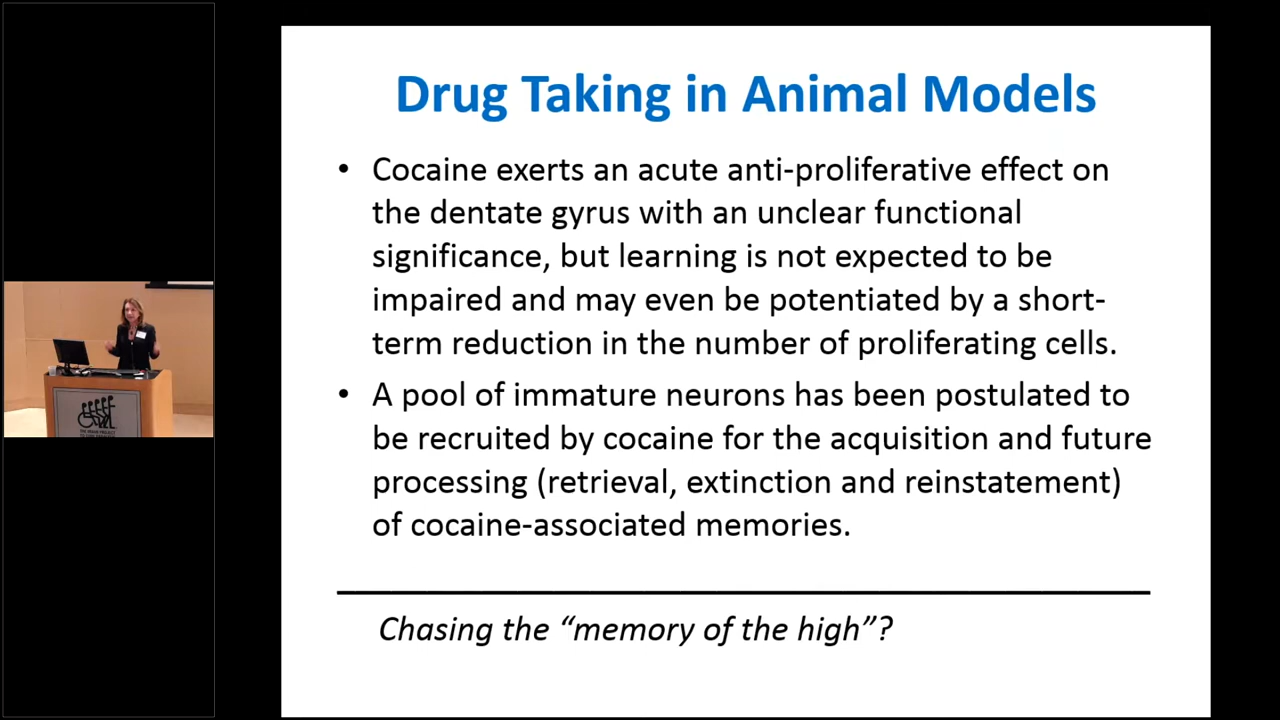 Drug Taking in Animal Models
• Cocaine exerts an acute anti-proliferative effect on
the dentate gyrus with an unclear functional
significance, but learning is not expected to be
impaired and may even be potentiated by a short-
term reduction in the number of proliferating cells.
• A pool of immature neurons has been postulated to
be recruited by cocaine for the acquisition and future
processing (retrieval, extinction and reinstatement)
of cocaine-associated memories.
Chasing the “memory of the high”?